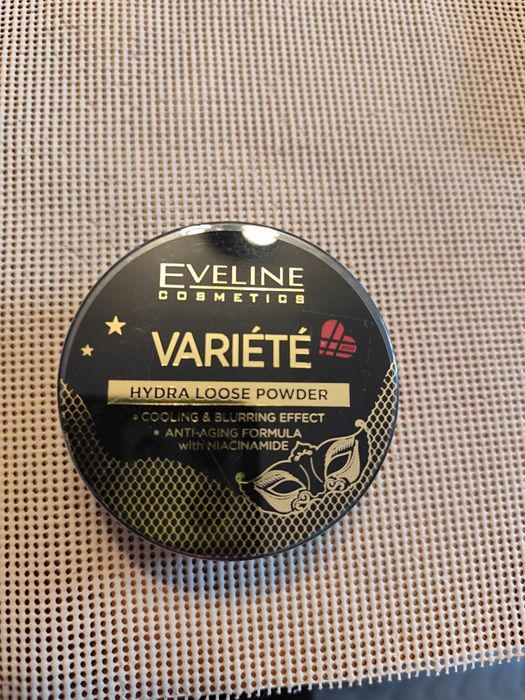 EVELINE
COSMETICS
VARIÉTÉ
HYDRA LOOSE POWDER
▪ COOLING & BLURRING EFFECT
▪ ANTI-AGING FORMULA
with NIACINAMIDE